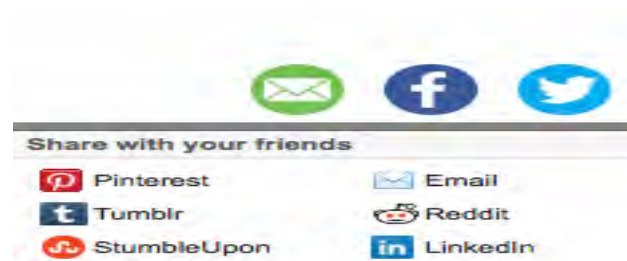 Share with your friends
Pinterest Email
Tumblr Reddit
StumbleUpon LinkedIn